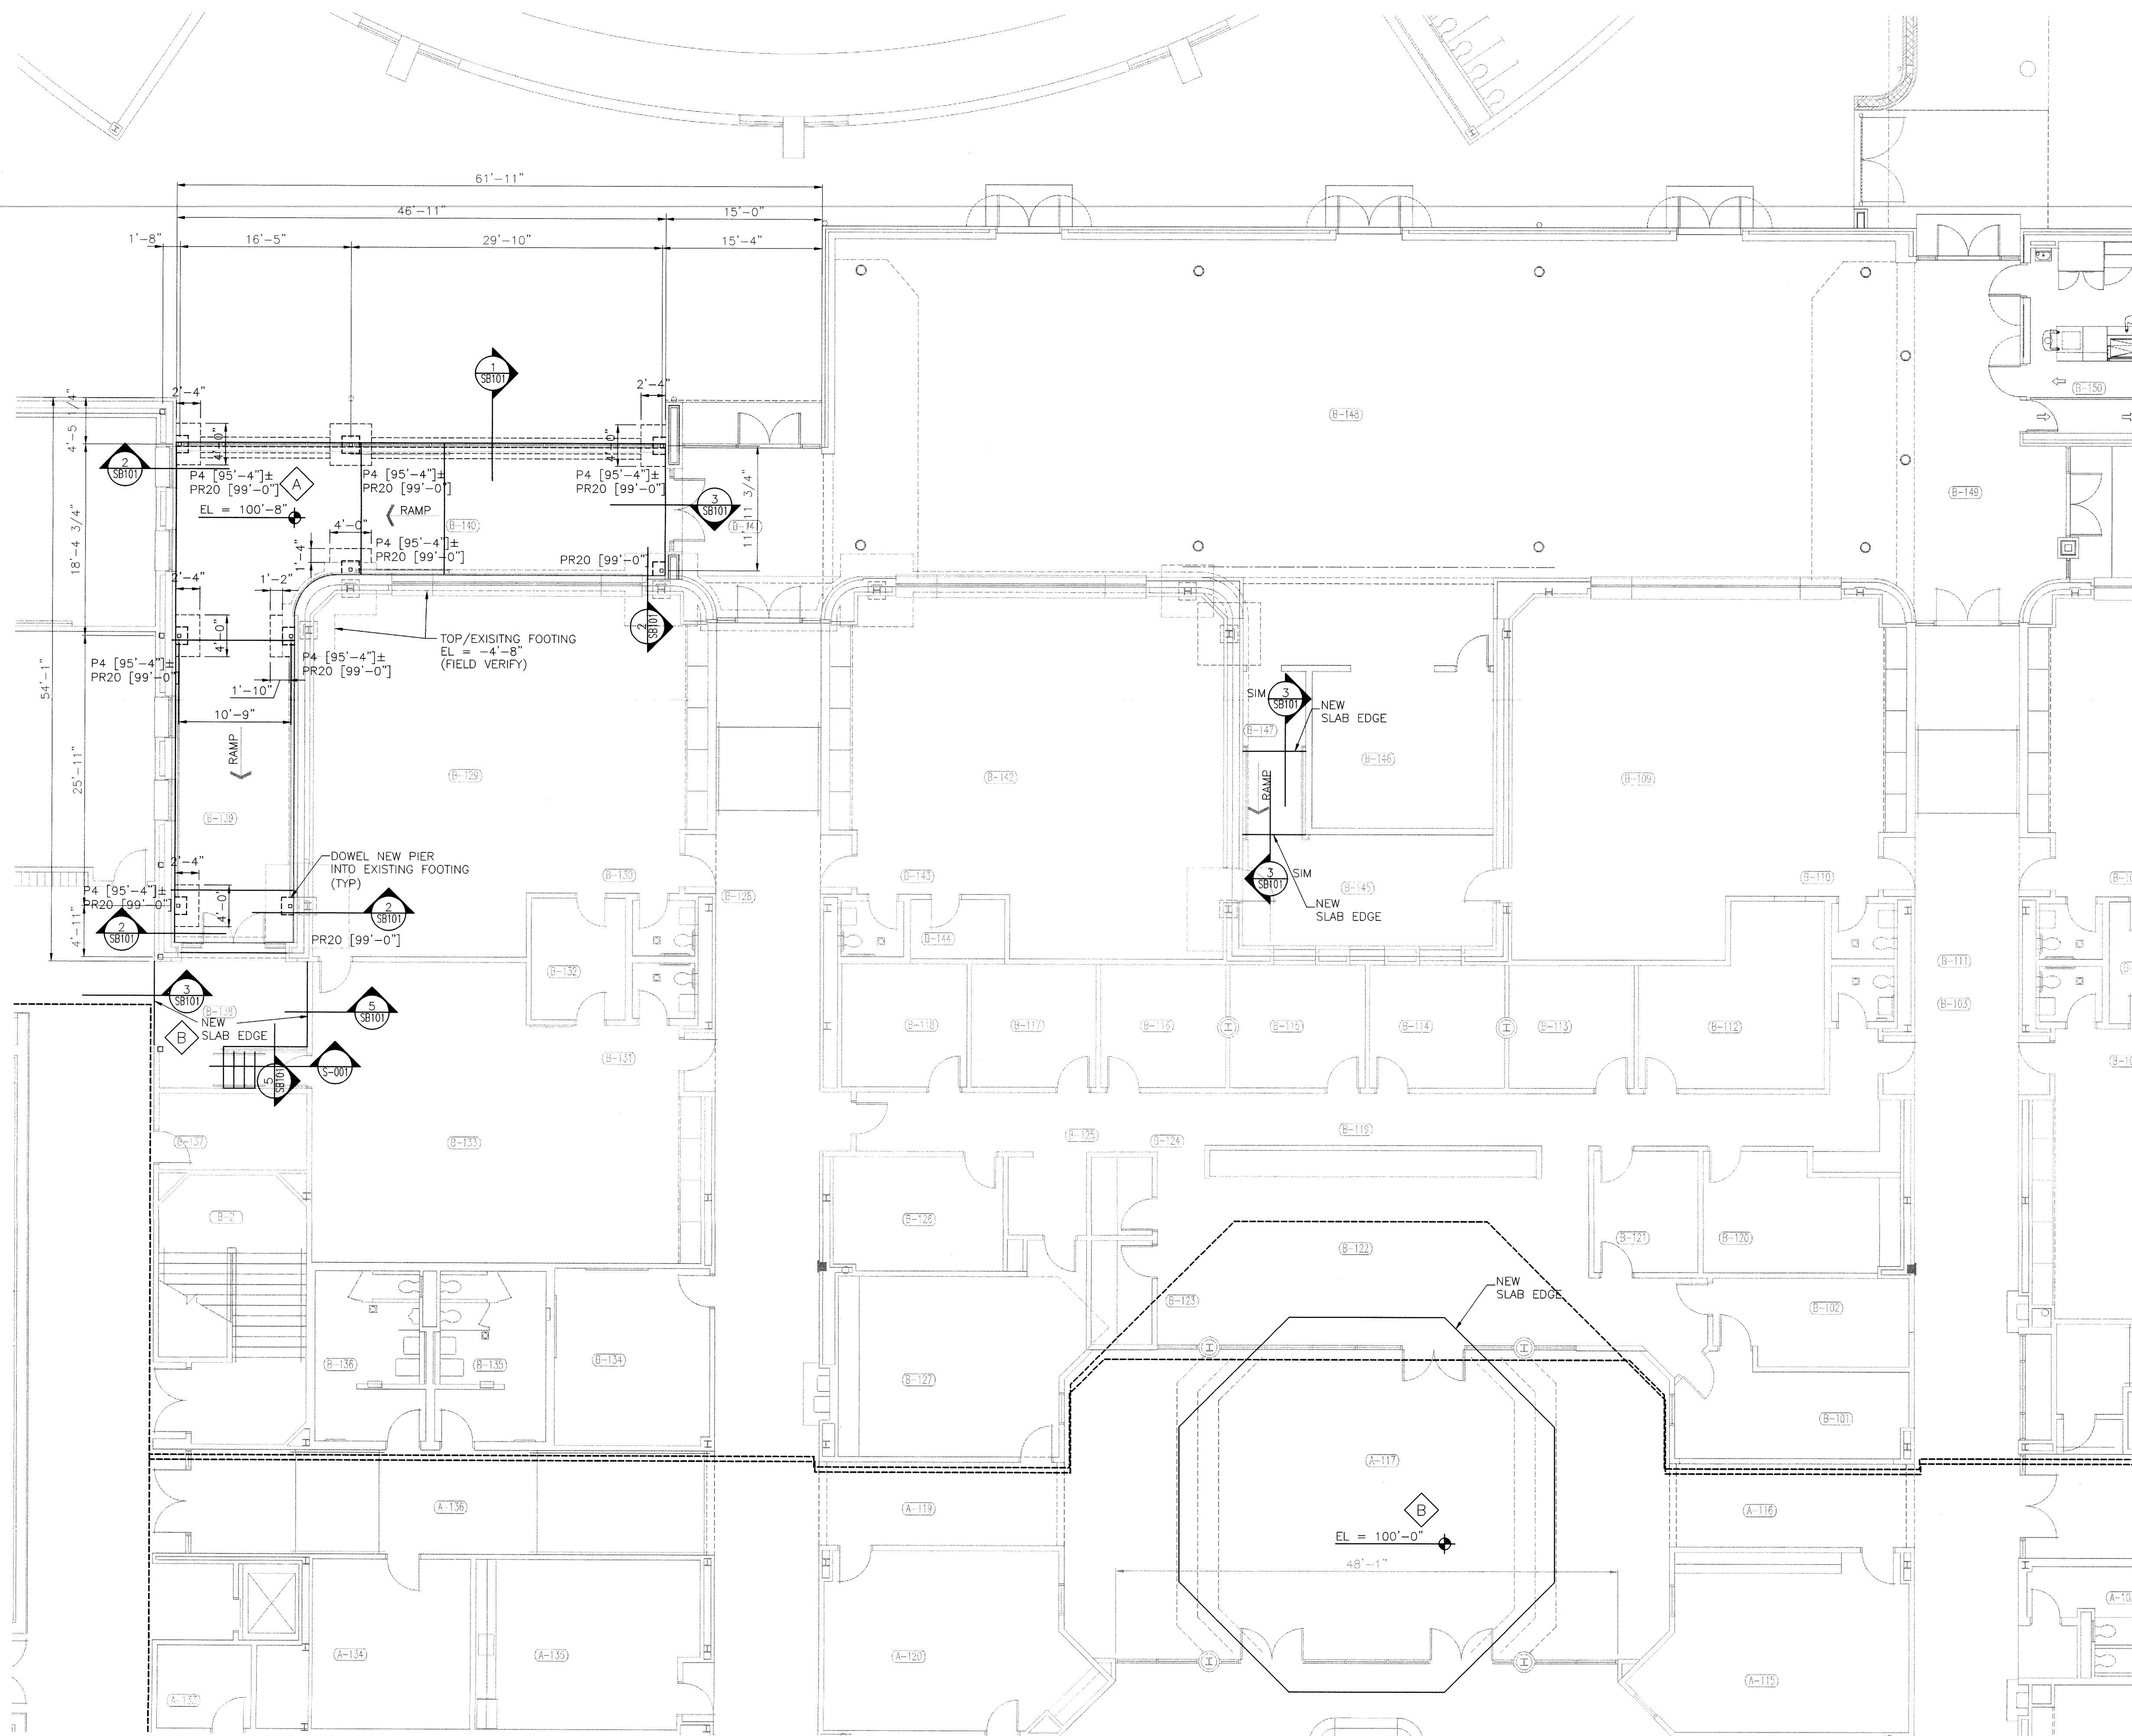 61'-11"
46'-11"
15'-0"
1'-8"
16'-5"
29'-10"
15'-4"
1
SB101
4'-5 1/4"
2'-4"
2'-4"
4'-0"
4'-0"
2
SB101
P4 [95'-4"]±
PR20 [99'-0"]
A
P4 [95'-4"]±
PR20 [99'-0"]
P4 [95'-4"]±
PR20 [99'-0"]
EL = 100'-8"
RAMP
B-140
3
SB101
B-141
11'-11 3/4"
18'-4 3/4"
4'-0"
1'-4"
P4 [95'-4"]±
PR20 [99'-0"]
PR20 [99'-0"]
B-148
B-149
B-150
2'-4"
1'-2"
4'-0"
2
SB101
TOP/EXISITNG FOOTING
EL = -4'-8"
(FIELD VERIFY)
P4 [95'-4"]±
PR20 [99'-0"]
P4 [95'-4"]±
PR20 [99'-0"]
1'-10"
10'-9"
54'-1"
25'-11"
RAMP
B-129
B-139
B-142
SIM
3
SB101
NEW
SLAB EDGE
B-147
B-146
RAMP
B-109
2'-4"
DOWEL NEW PIER
INTO EXISTING FOOTING
(TYP)
P4 [95'-4"]±
PR20 [99'-0"]
4'-0"
4'-11"
2
SB101
2
SB101
PR20 [99'-0"]
B-130
B-128
B-143
3
SB101
SIM
B-145
NEW
SLAB EDGE
B-110
B-144
B-132
B-111
3
SB101
B-138
NEW
SLAB EDGE
B
5
SB101
S-001
5
SB101
B-131
B-118
B-117
B-116
B-115
B-114
B-113
B-112
B-103
B-137
B-133
B-125
B-124
B-119
B-2
B-126
B-122
B-121
B-120
B-123
NEW
SLAB EDGE
B-102
B-136
B-135
B-134
B-127
B-101
A-117
A-136
A-119
B
EL = 100'-0"
48'-1"
A-116
A-134
A-135
A-120
A-115